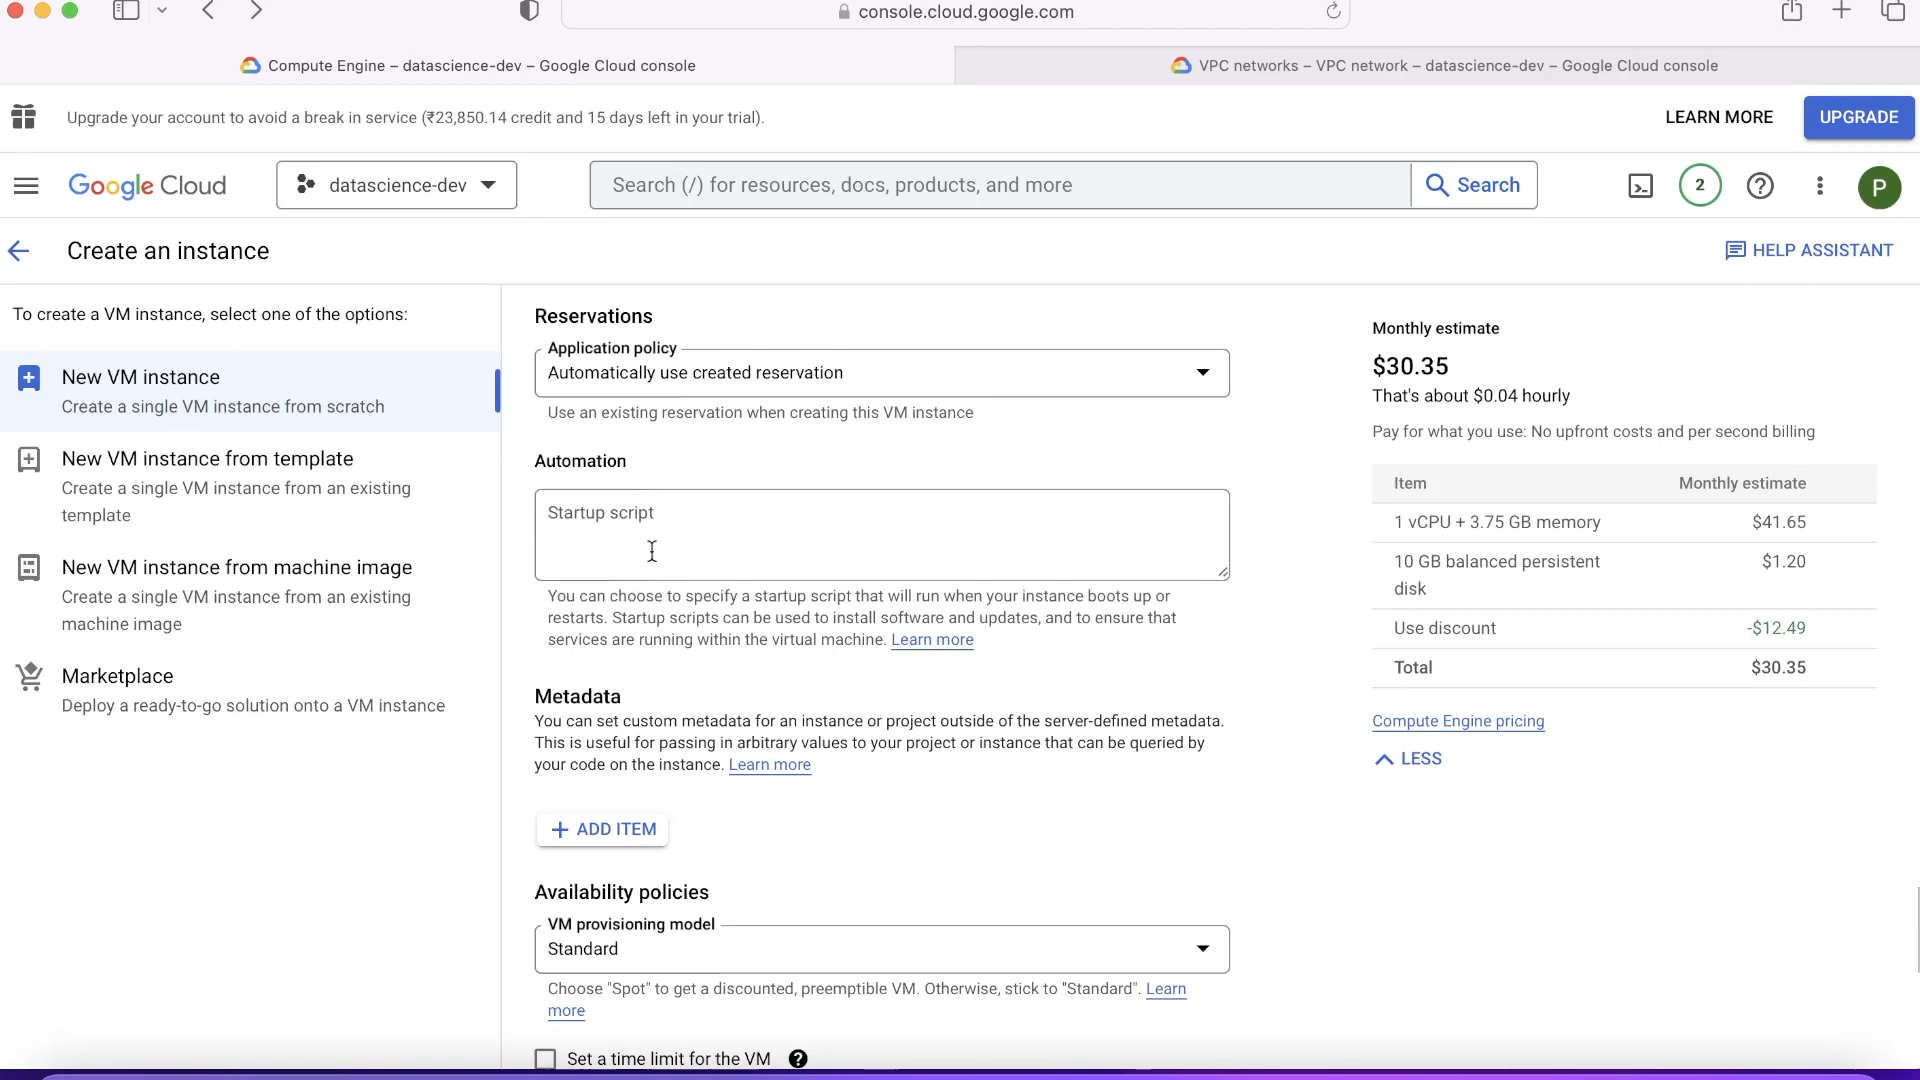 console.cloud.google.com
Compute Engine – datascience-dev – Google Cloud console
VPC networks – VPC network – datascience-dev – Google Cloud console
Upgrade your account to avoid a break in service (₹23,850.14 credit and 15 days left in your trial).
LEARN MORE
UPGRADE
Google Cloud
datascience-dev
Search (/) for resources, docs, products, and more
Search
2
P
Create an instance
HELP ASSISTANT
To create a VM instance, select one of the options:
New VM instance
Create a single VM instance from scratch
New VM instance from template
Create a single VM instance from an existing
template
New VM instance from machine image
Create a single VM instance from an existing
machine image
Marketplace
Deploy a ready-to-go solution onto a VM instance
Reservations
Application policy
Automatically use created reservation
Use an existing reservation when creating this VM instance
Automation
Startup script
You can choose to specify a startup script that will run when your instance boots up or
restarts. Startup scripts can be used to install software and updates, and to ensure that
services are running within the virtual machine. Learn more
Metadata
You can set custom metadata for an instance or project outside of the server-defined metadata.
This is useful for passing in arbitrary values to your project or instance that can be queried by
your code on the instance. Learn more
ADD ITEM
Availability policies
VM provisioning model
Standard
Choose "Spot" to get a discounted, preemptible VM. Otherwise, stick to "Standard". Learn
more
Set a time limit for the VM ?
Monthly estimate
$30.35
That's about $0.04 hourly
Pay for what you use: No upfront costs and per second billing
Item Monthly estimate
1 vCPU + 3.75 GB memory $41.65
10 GB balanced persistent $1.20
disk
Use discount -$12.49
Total $30.35
Compute Engine pricing
LESS